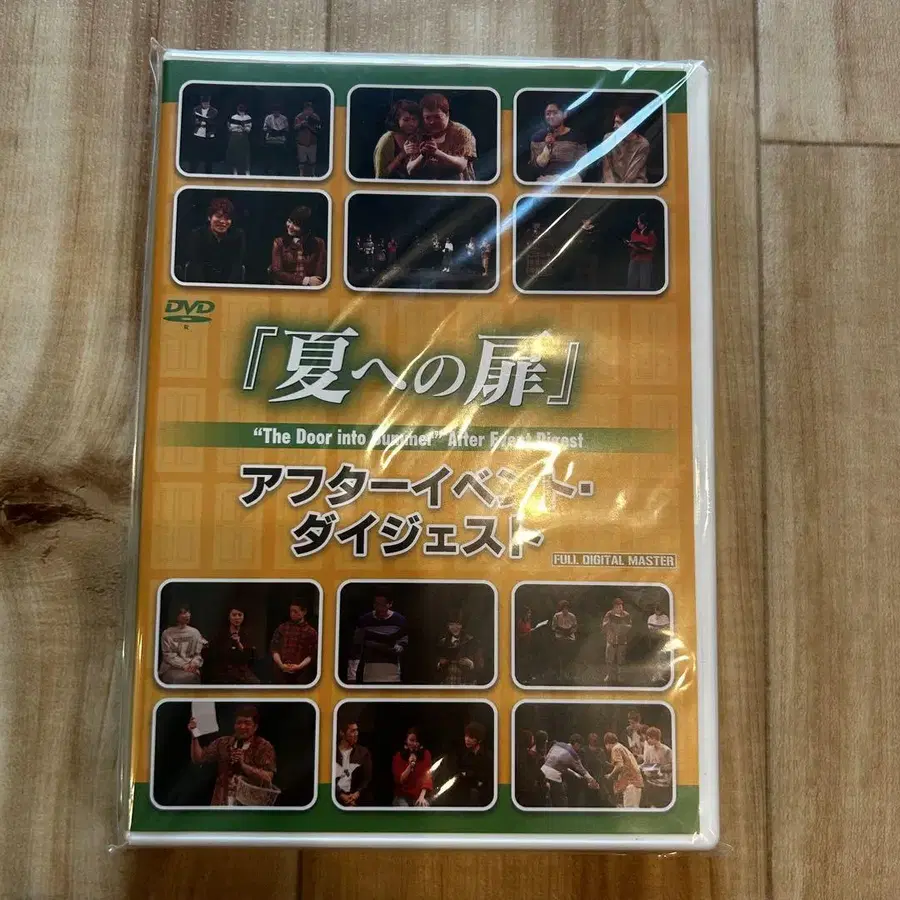 DVD
『夏への扉』
"The Door into Summer" After Event Digest
アフターイベント・
ダイジェスト
FULL DIGITAL MASTER